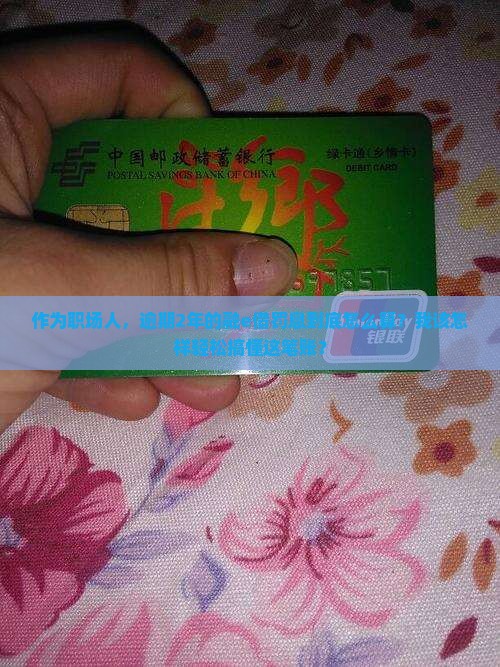 中国邮政储蓄银行
POSTAL SAVINGS BANK OF CHINA
绿卡通(乡情卡)
DEBIT CARD
乡
作为职场人，逾期2年的融e借罚息到底怎么算？我该怎
样轻松搞懂这笔账？
银联